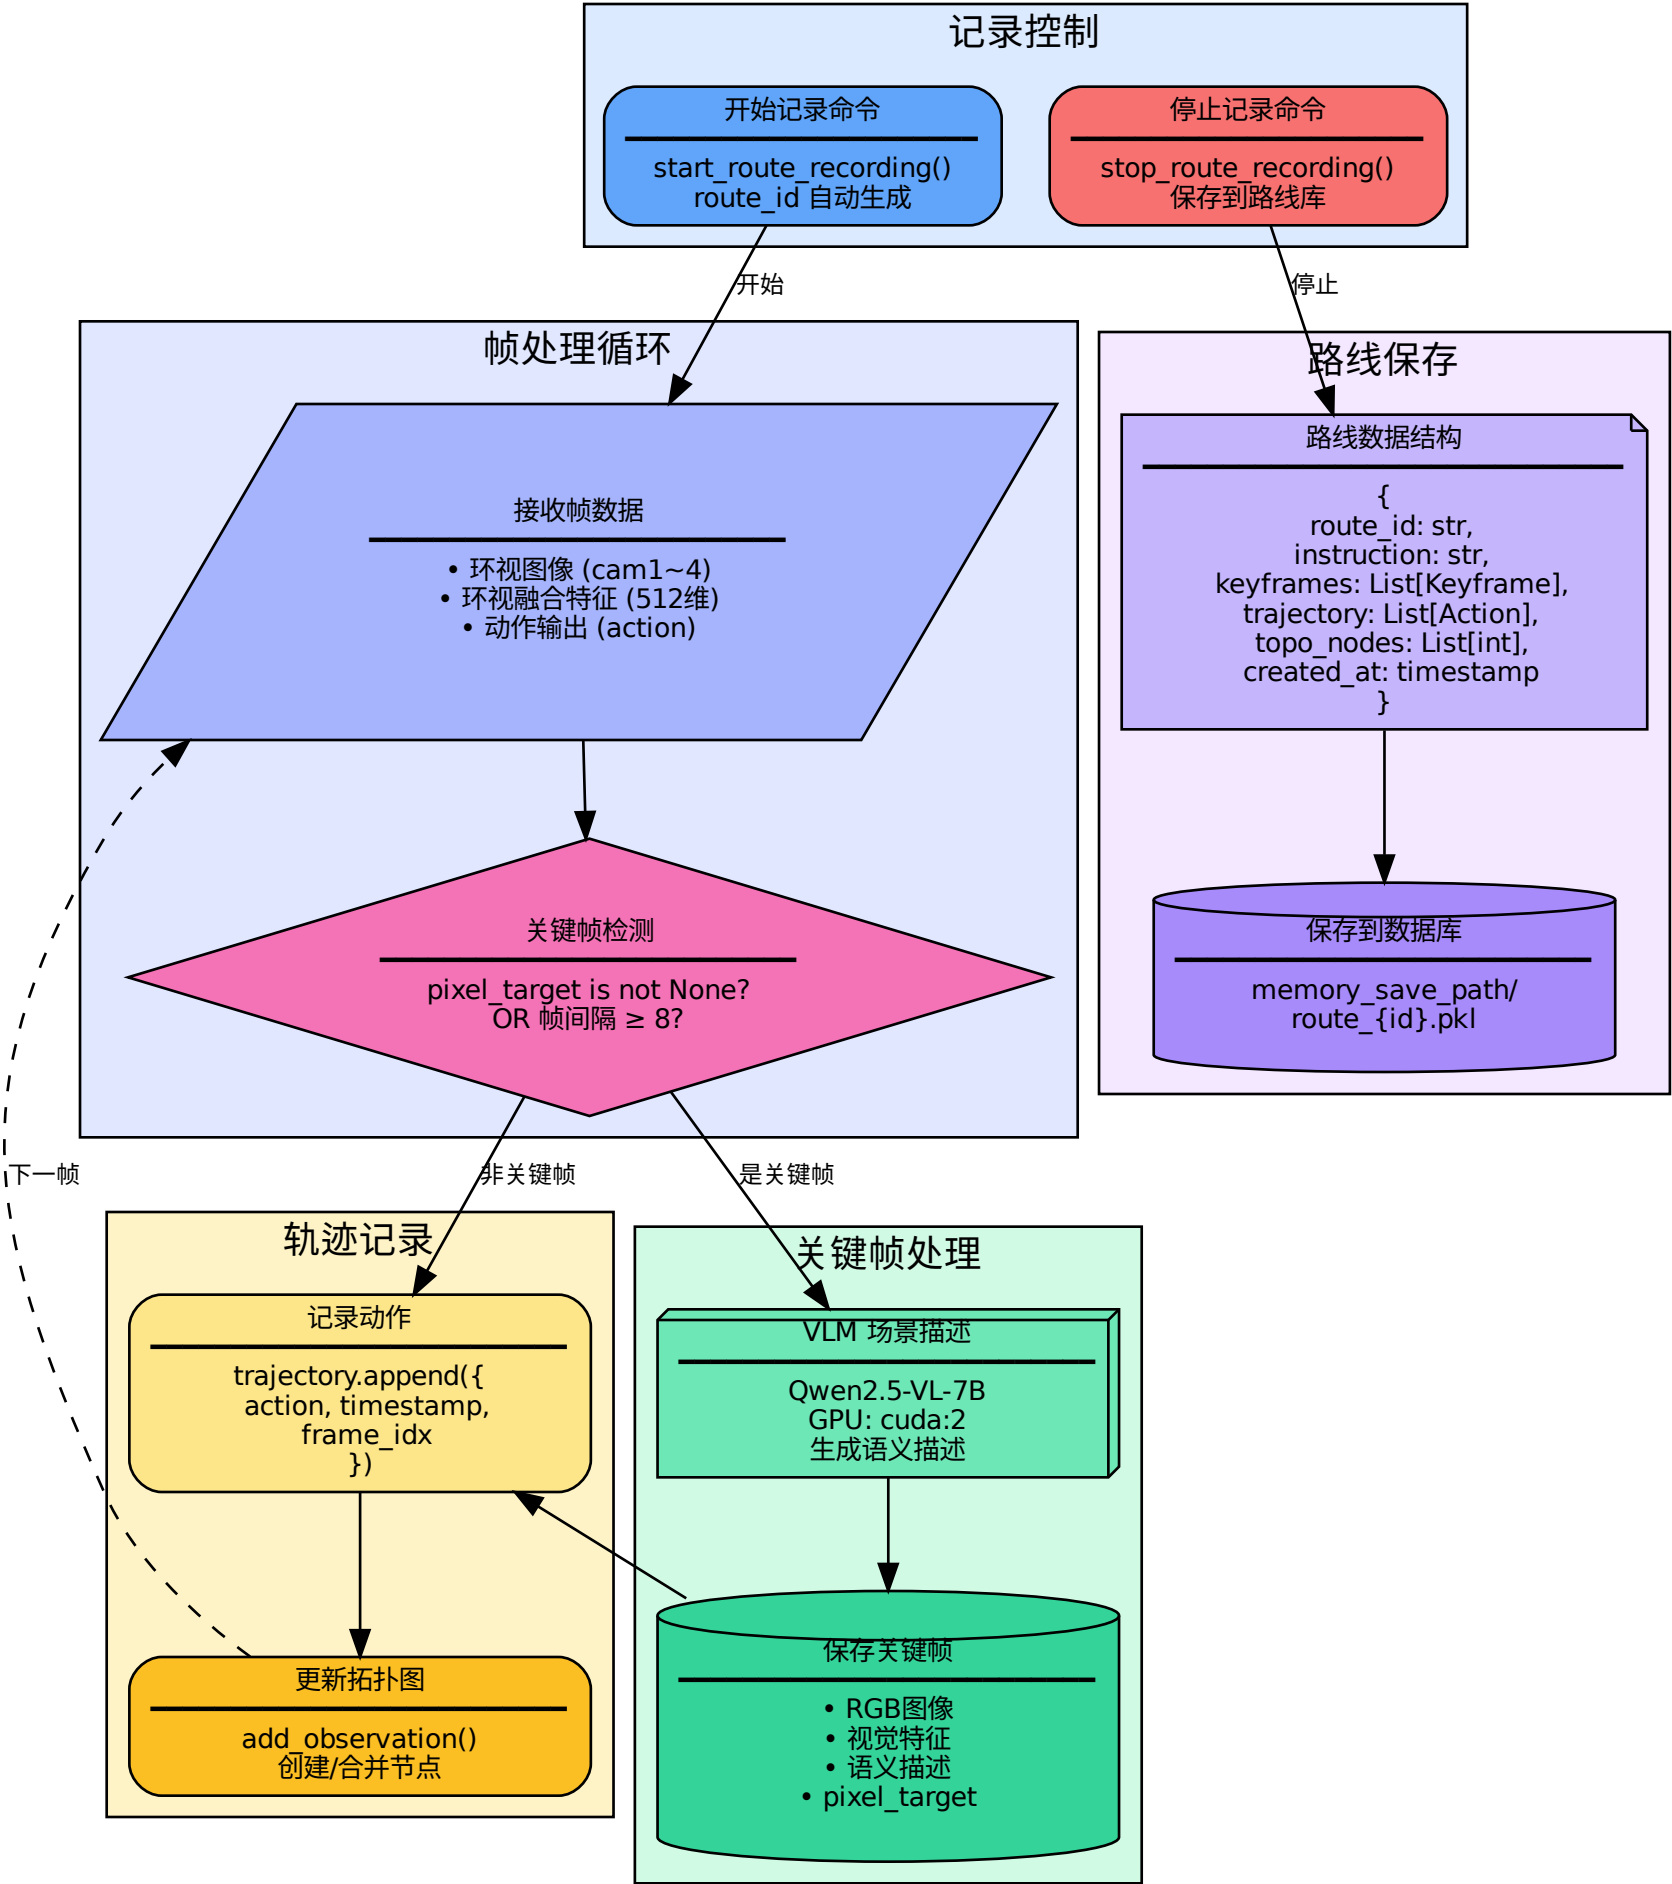 记录控制
开始记录命令
start_route_recording()
route_id 自动生成
停止记录命令
stop_route_recording()
保存到路线库
开始
停止
帧处理循环
接收帧数据
• 环视图像 (cam1~4)
• 环视融合特征 (512维)
• 动作输出 (action)
关键帧检测
pixel_target is not None?
OR 帧间隔 ≥ 8?
路线保存
路线数据结构
{
route_id: str,
instruction: str,
keyframes: List[Keyframe],
trajectory: List[Action],
topo_nodes: List[int],
created_at: timestamp
}
保存到数据库
memory_save_path/
route_{id}.pkl
下一帧
非关键帧
是关键帧
轨迹记录
记录动作
trajectory.append({
action, timestamp,
frame_idx
})
更新拓扑图
add_observation()
创建/合并节点
关键帧处理
VLM 场景描述
Qwen2.5-VL-7B
GPU: cuda:2
生成语义描述
保存关键帧
• RGB图像
• 视觉特征
• 语义描述
• pixel_target